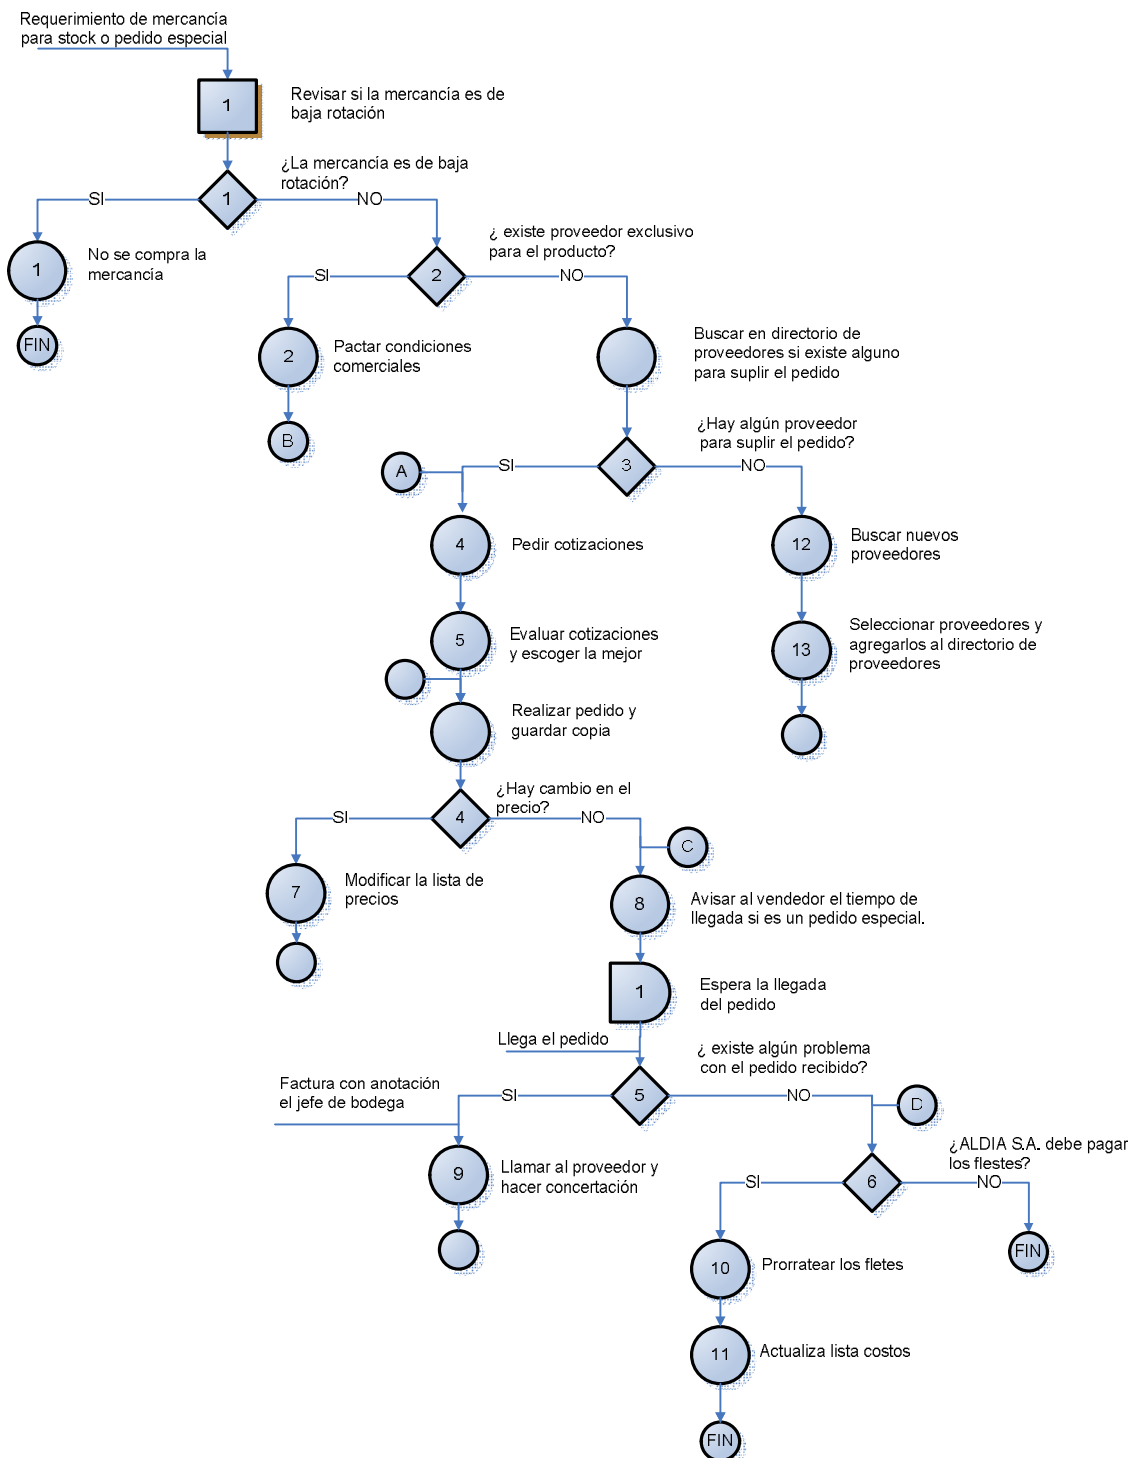 Requerimiento de mercancía
para stock o pedido especial
1
Revisar si la mercancía es de
baja rotación
¿La mercancía es de baja
rotación?
1
SI
NO
1
No se compra la
mercancía
FIN
¿ existe proveedor exclusivo
para el producto?
2
SI
NO
2
Pactar condiciones
comerciales
B
Buscar en directorio de
proveedores si existe alguno
para suplir el pedido
¿Hay algún proveedor
para suplir el pedido?
3
SI
NO
A
4
Pedir cotizaciones
12
Buscar nuevos
proveedores
5
Evaluar cotizaciones
y escoger la mejor
13
Seleccionar proveedores y
agregarlos al directorio de
proveedores
Realizar pedido y
guardar copia
¿Hay cambio en el
precio?
4
SI
NO
C
7
Modificar la lista de
precios
8
Avisar al vendedor el tiempo de
llegada si es un pedido especial.
1
Espera la llegada
del pedido
Llega el pedido
¿ existe algún problema
con el pedido recibido?
5
SI
NO
D
Factura con anotación
el jefe de bodega
9
Llamar al proveedor y
hacer concertación
¿ALDIA S.A. debe pagar
los flestes?
6
SI
NO
FIN
10
Prorratear los fletes
11
Actualiza lista costos
FIN